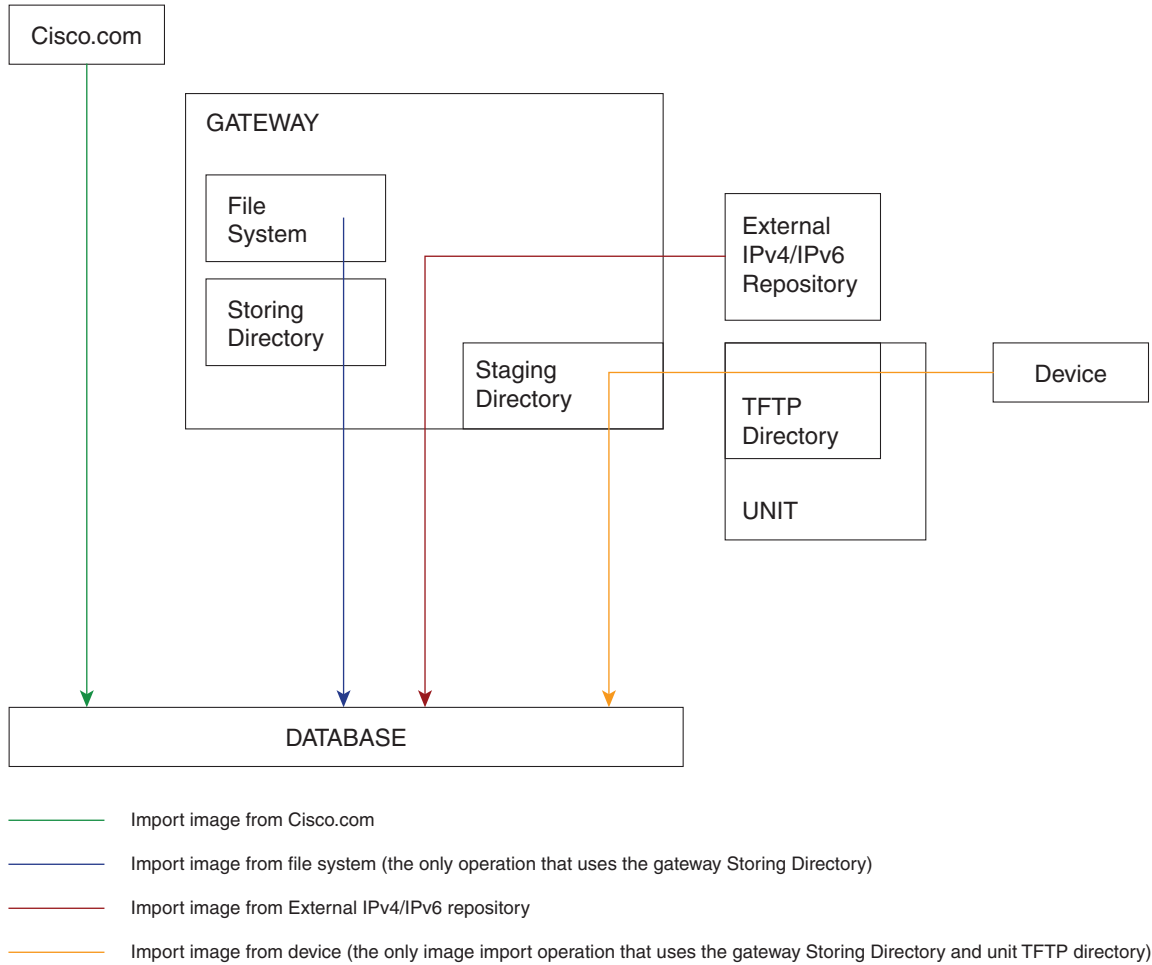 Cisco.com
GATEWAY
File
System
Storing
Directory
Staging
Directory
External
IPv4/IPv6
Repository
TFTP
Directory
UNIT
Device
DATABASE
Import image from Cisco.com
Import image from file system (the only operation that uses the gateway Storing Directory)
Import image from External IPv4/IPv6 repository
Import image from device (the only image import operation that uses the gateway Storing Directory and unit TFTP directory)